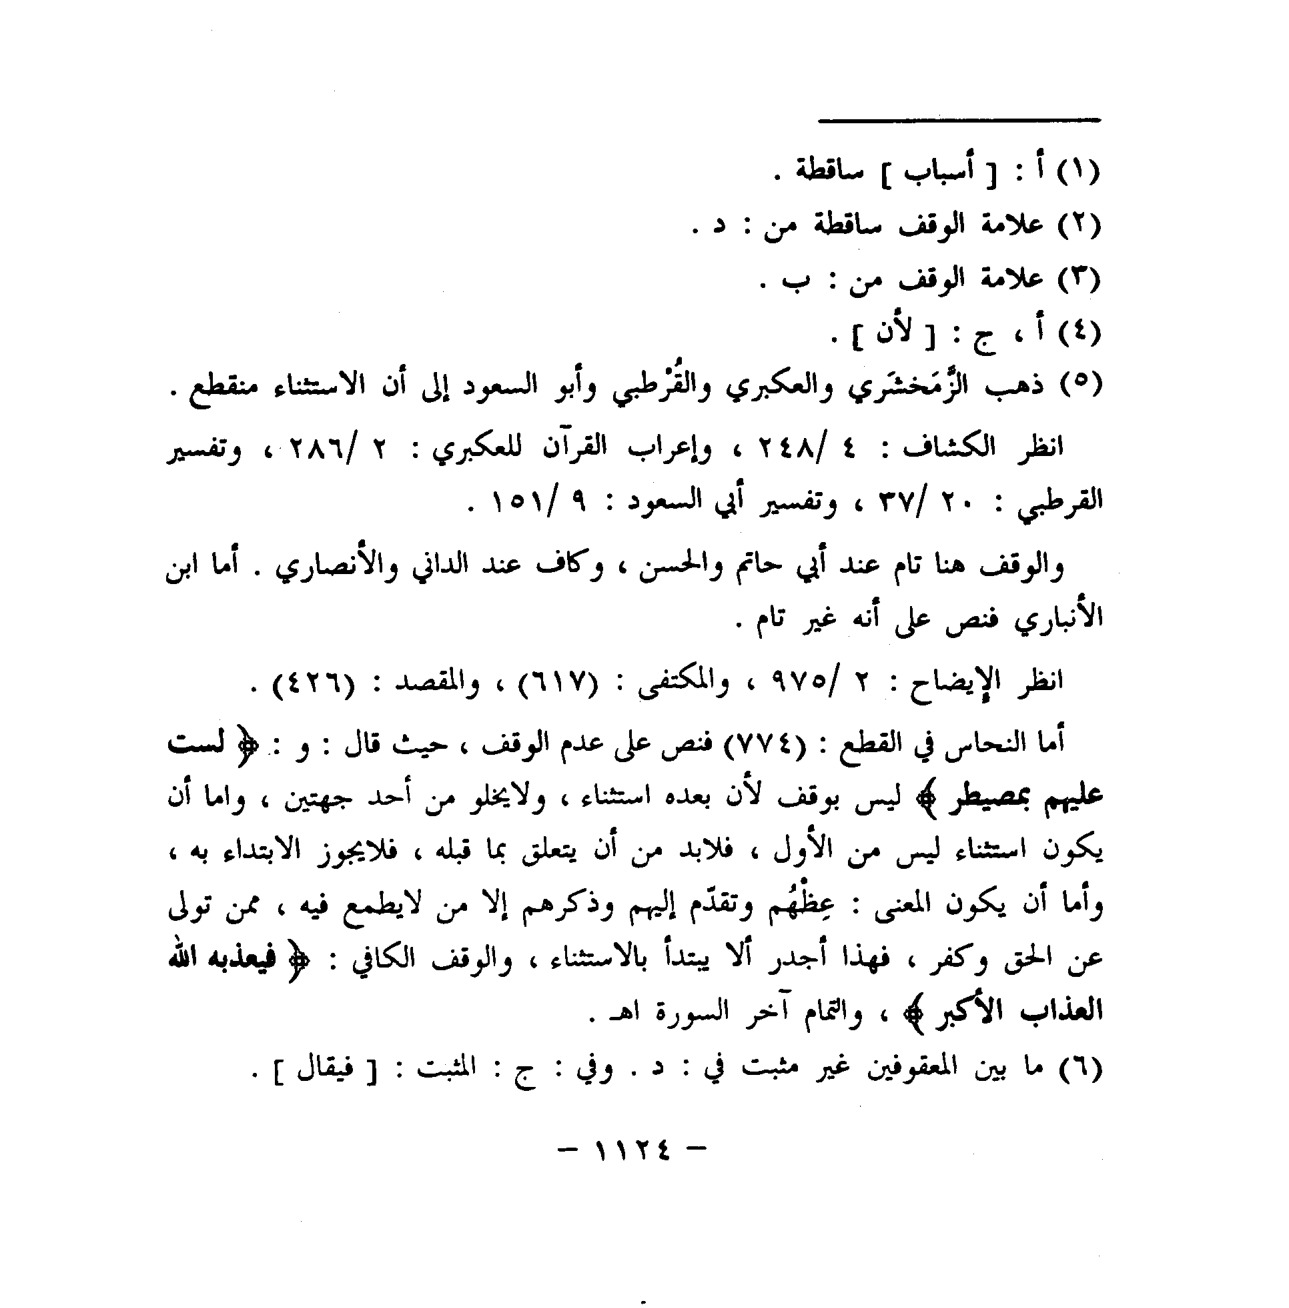 (١) أ : [ أسباب ] ساقطة .
(٢) علامة الوقف ساقطة من : د .
(٣) علامة الوقف من : ب .
(٤) أ ، ج : [ لأن ] .
(٥) ذهب الزَّمَخشَري والعكبري والقُرْطبي وأبو السعود إلى أن الاستثناء منقطع .
انظر الكشاف : ٤ /٢٤٨ ، وإعراب القرآن للعكبري : ٢ /٢٨٦ ، وتفسير
القرطبي : ٢٠ /٣٧ ، وتفسير أبي السعود : ٩ /١٥١ .
والوقف هنا تام عند أبي حاتم والحسن ، وكاف عند الداني والأنصاري . أما ابن
الأنباري فنص على أنه غير تام .
انظر الإيضاح : ٢ /٩٧٥ ، والمكتفى : (٦١٧) ، والمقصد : (٤٢٦) .
أما النحاس في القطع : (٧٧٤) فنص على عدم الوقف ، حيث قال : و : ﴿ لست
عليهم بمصيطر ﴾ ليس بوقف لأن بعده استثناء ، ولايخلو من أحد جهتين ، واما أن
يكون استثناء ليس من الأول ، فلابد من أن يتعلق بما قبله ، فلايجوز الابتداء به ،
وأما أن يكون المعنى : عِظْهُم وتقدّم إليهم وذكرهم إلا من لايطمع فيه ، ممن تولى
عن الحق وكفر ، فهذا أجدر ألا يبتدأ بالاستثناء ، والوقف الكافي : ﴿ فيعذبه الله
العذاب الأكبر ﴾ ، والتمام آخر السورة اهـ .
(٦) ما بين المعقوفين غير مثبت في : د . وفي : ج : المثبت : [ فيقال ] .
– ١١٢٤ –